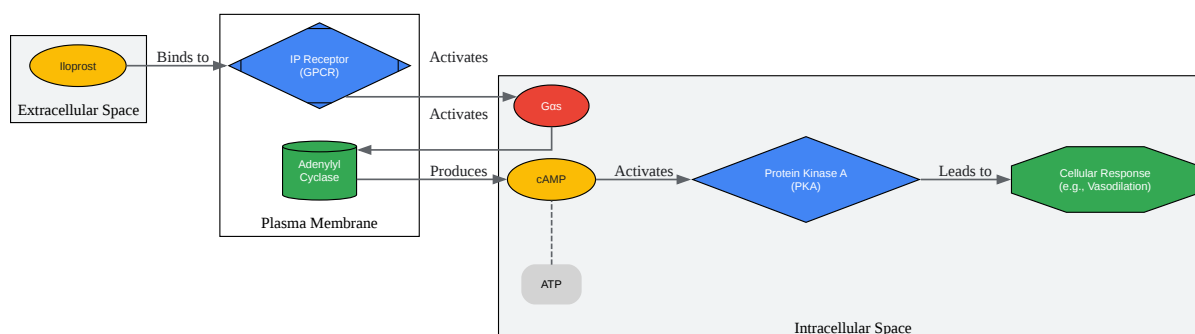 Iloprost
Extracellular Space
Binds to
IP Receptor
(GPCR)
Adenylyl
Cyclase
Plasma Membrane
Activates
Activates
Produces
Gαs
cAMP
ATP
Activates
Protein Kinase A
(PKA)
Leads to
Cellular Response
(e.g., Vasodilation)
Intracellular Space